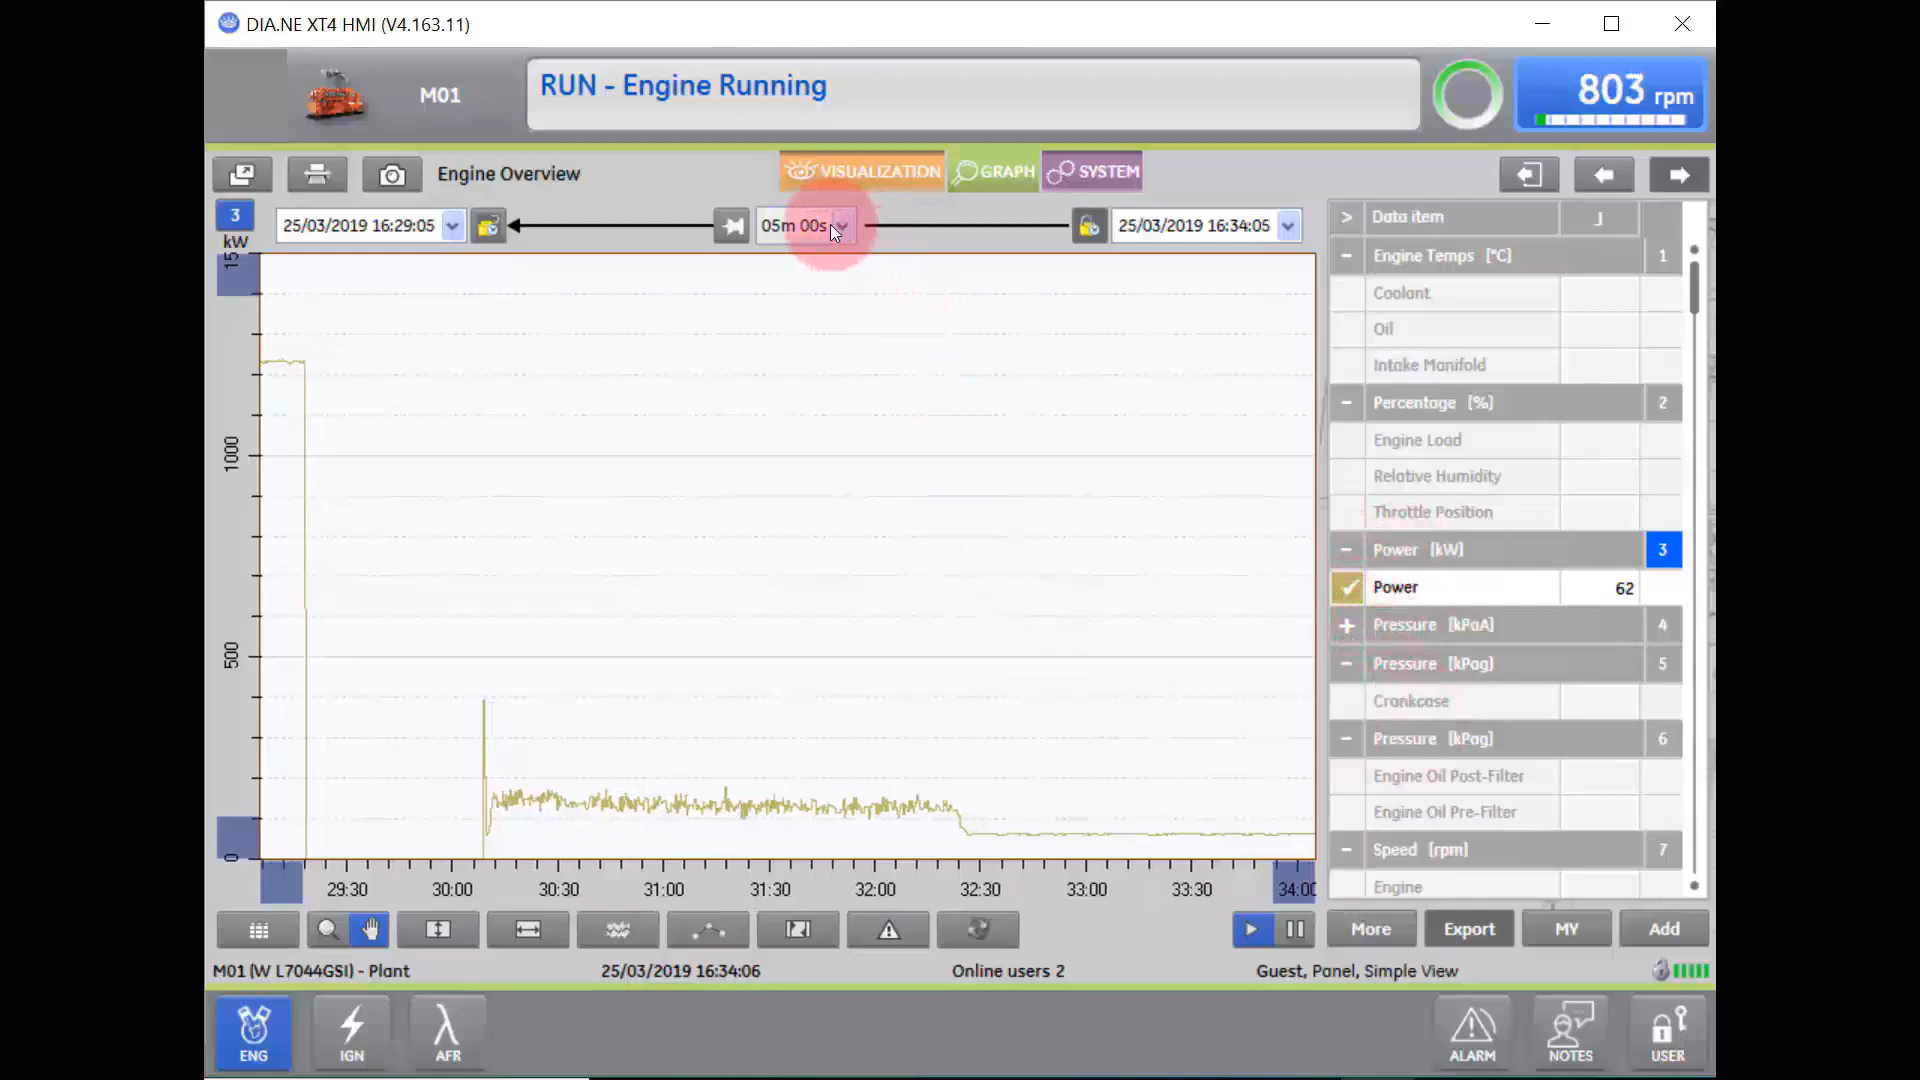 DIA.NE XT4 HMI (V4.163.11)
M01
RUN - Engine Running
803 rpm
Engine Overview
VISUALIZATION
GRAPH
SYSTEM
3
kW
25/03/2019 16:29:05
05m 00s
25/03/2019 16:34:05
> Data item
- Engine Temps [°C] 1
Coolant
Oil
Intake Manifold
- Percentage [%] 2
Engine Load
Relative Humidity
Throttle Position
- Power [kW] 3
Power 62
+ Pressure [kPaA] 4
- Pressure [kPag] 5
Crankcase
- Pressure [kPag] 6
Engine Oil Post-Filter
Engine Oil Pre-Filter
- Speed [rpm] 7
Engine
15
1000
500
0
29:30 30:00 30:30 31:00 31:30 32:00 32:30 33:00 33:30 34:00
More
Export
MV
Add
M01 (W L7044GSI) - Plant
25/03/2019 16:34:06
Online users 2
Guest, Panel, Simple View
ENG
IGN
λ
AFR
ALARM
NOTES
USER